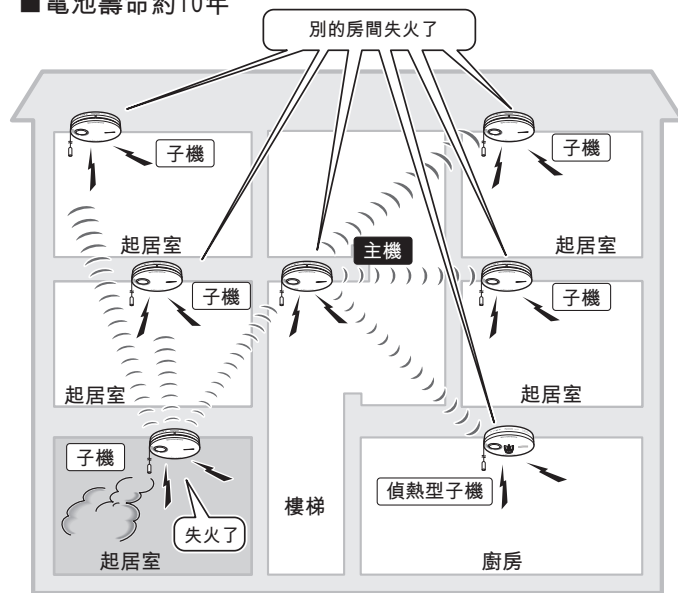 ■電池壽命約10年
別的房間失火了
子機
子機
起居室
主機
起居室
子機
子機
起居室
起居室
子機
偵熱型子機
失火了
樓梯
起居室
廚房